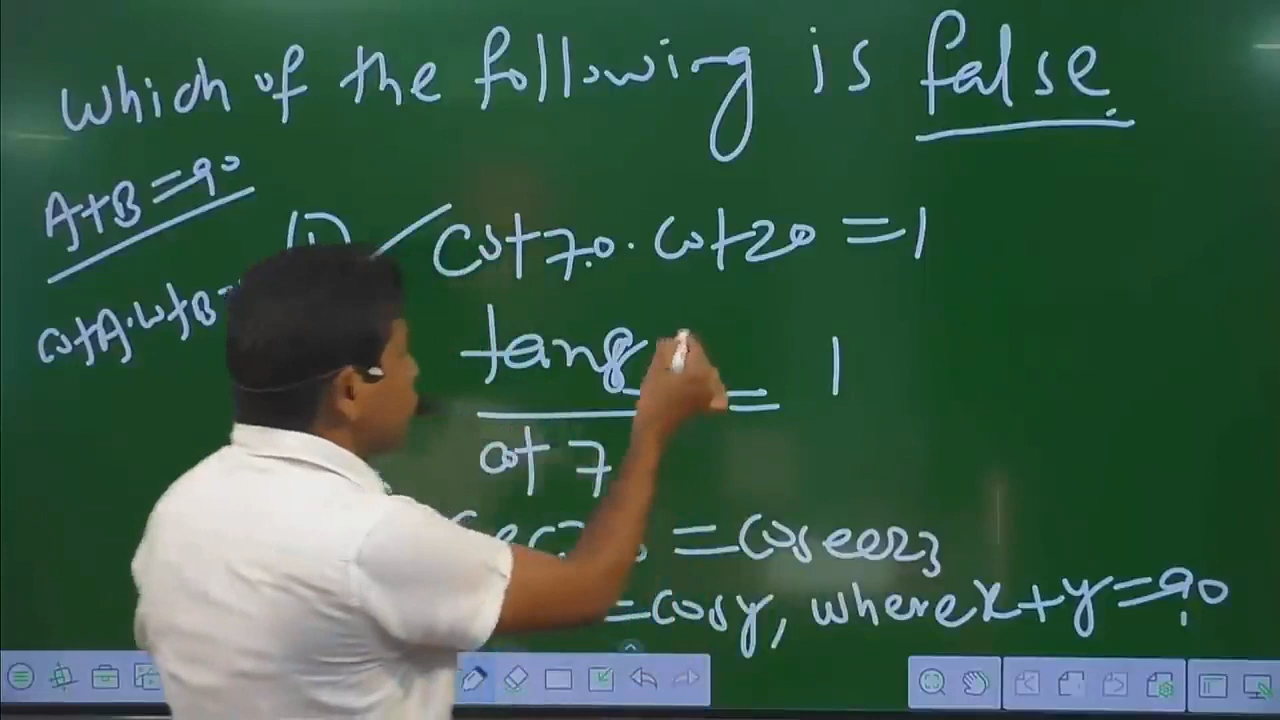 Which of the following is false.
A+B=90
(1) cot70.cot20=1
cotA.cotB=
tan
= 1
cot 7
=cosec23
=cosy, where x+y=90